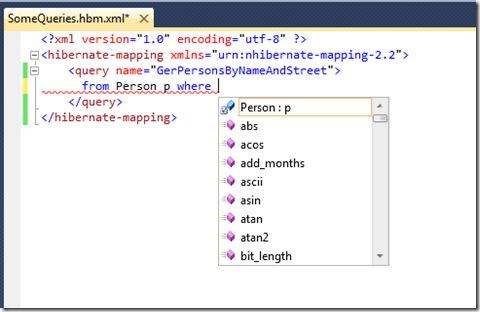 SomeQueries.hbm.xml*
<?xml version="1.0" encoding="utf-8" ?>
<hibernate-mapping xmlns="urn:nhibernate-mapping-2.2">
<query name="GerPersonsByNameAndStreet">
from Person p where
</query>
</hibernate-mapping>
Person : p
abs
acos
add_months
ascii
asin
atan
atan2
bit_length